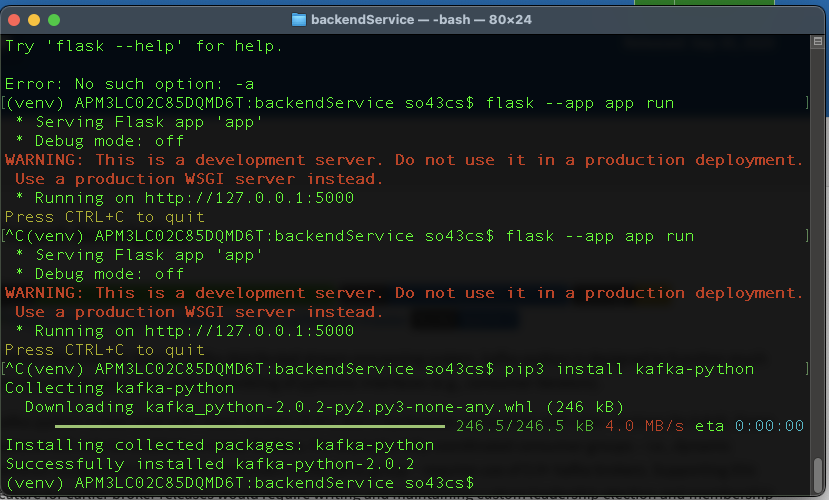 backendService — -bash — 80×24
Try 'flask --help' for help.
Error: No such option: -a
[(venv) APM3LC02C85DQMD6T:backendService so43cs$ flask --app app run ]
* Serving Flask app 'app'
* Debug mode: off
WARNING: This is a development server. Do not use it in a production deployment.
Use a production WSGI server instead.
* Running on http://127.0.0.1:5000
Press CTRL+C to quit
[^C(venv) APM3LC02C85DQMD6T:backendService so43cs$ flask --app app run ]
* Serving Flask app 'app'
* Debug mode: off
WARNING: This is a development server. Do not use it in a production deployment.
Use a production WSGI server instead.
* Running on http://127.0.0.1:5000
Press CTRL+C to quit
[^C(venv) APM3LC02C85DQMD6T:backendService so43cs$ pip3 install kafka-python ]
Collecting kafka-python
Downloading kafka_python-2.0.2-py2.py3-none-any.whl (246 kB)
246.5/246.5 kB 4.0 MB/s eta 0:00:00
Installing collected packages: kafka-python
Successfully installed kafka-python-2.0.2
(venv) APM3LC02C85DQMD6T:backendService so43cs$